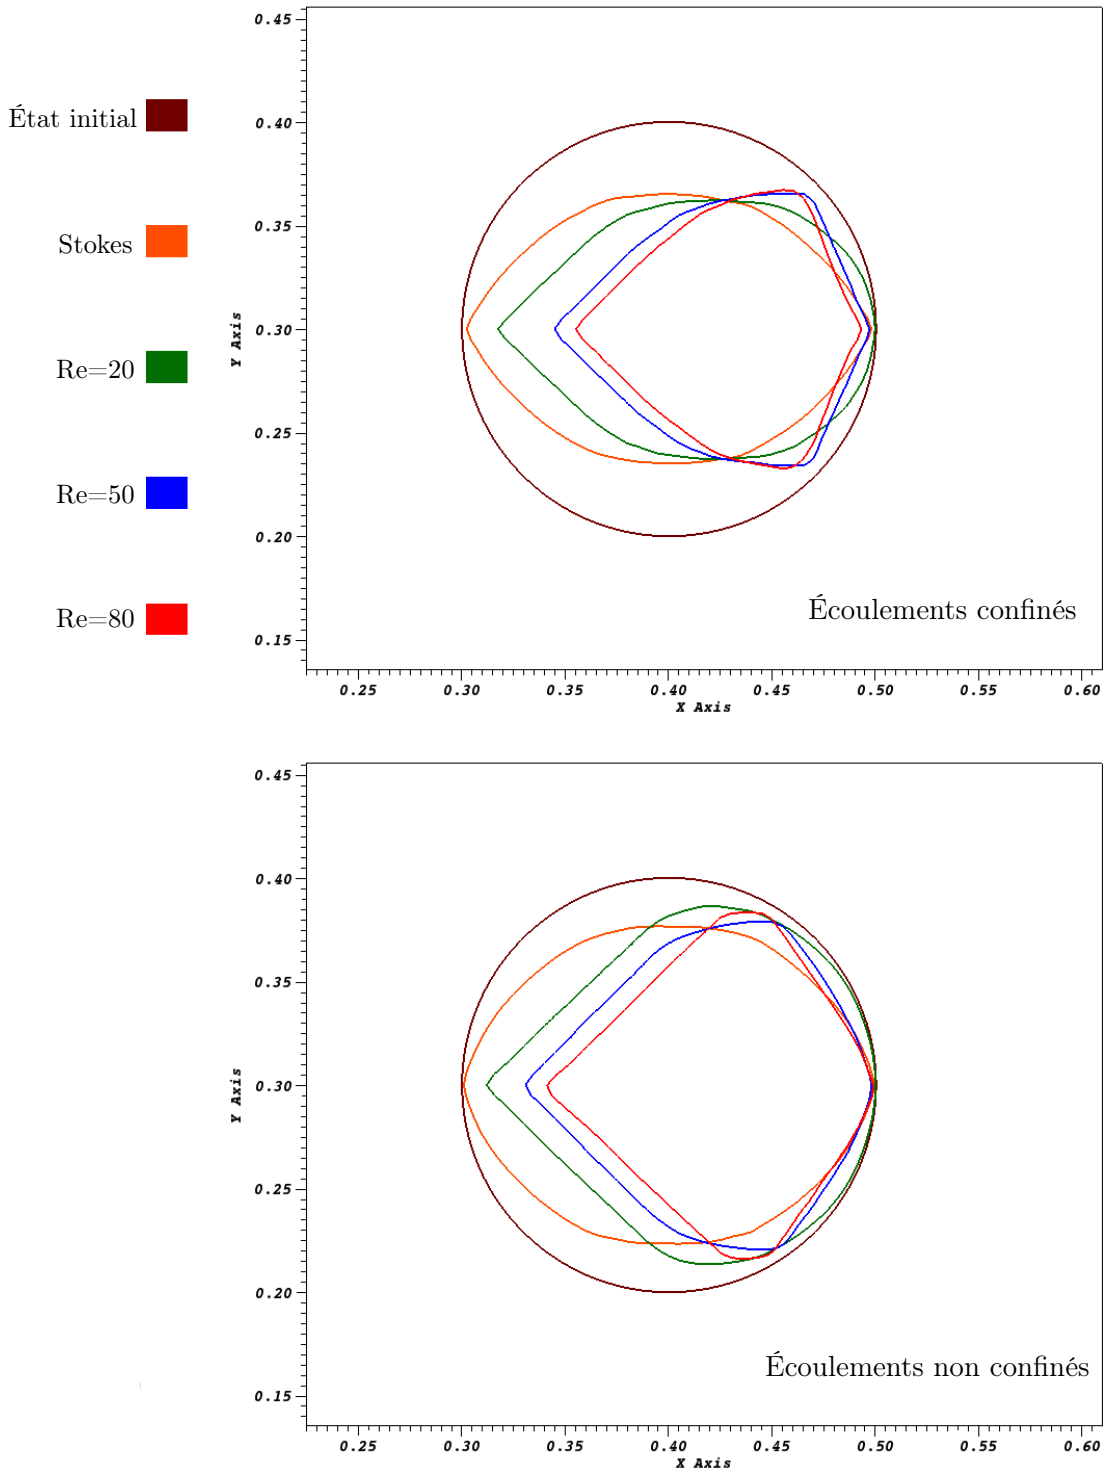 État initial
Stokes
Re=20
Re=50
Re=80
0.45
0.40
0.35
0.30
0.25
0.20
0.15
Y Axis
Écoulements confinés
0.25 0.30 0.35 0.40 0.45 0.50 0.55 0.60
X Axis
0.45
0.40
0.35
0.30
0.25
0.20
0.15
Y Axis
Écoulements non confinés
0.25 0.30 0.35 0.40 0.45 0.50 0.55 0.60
X Axis